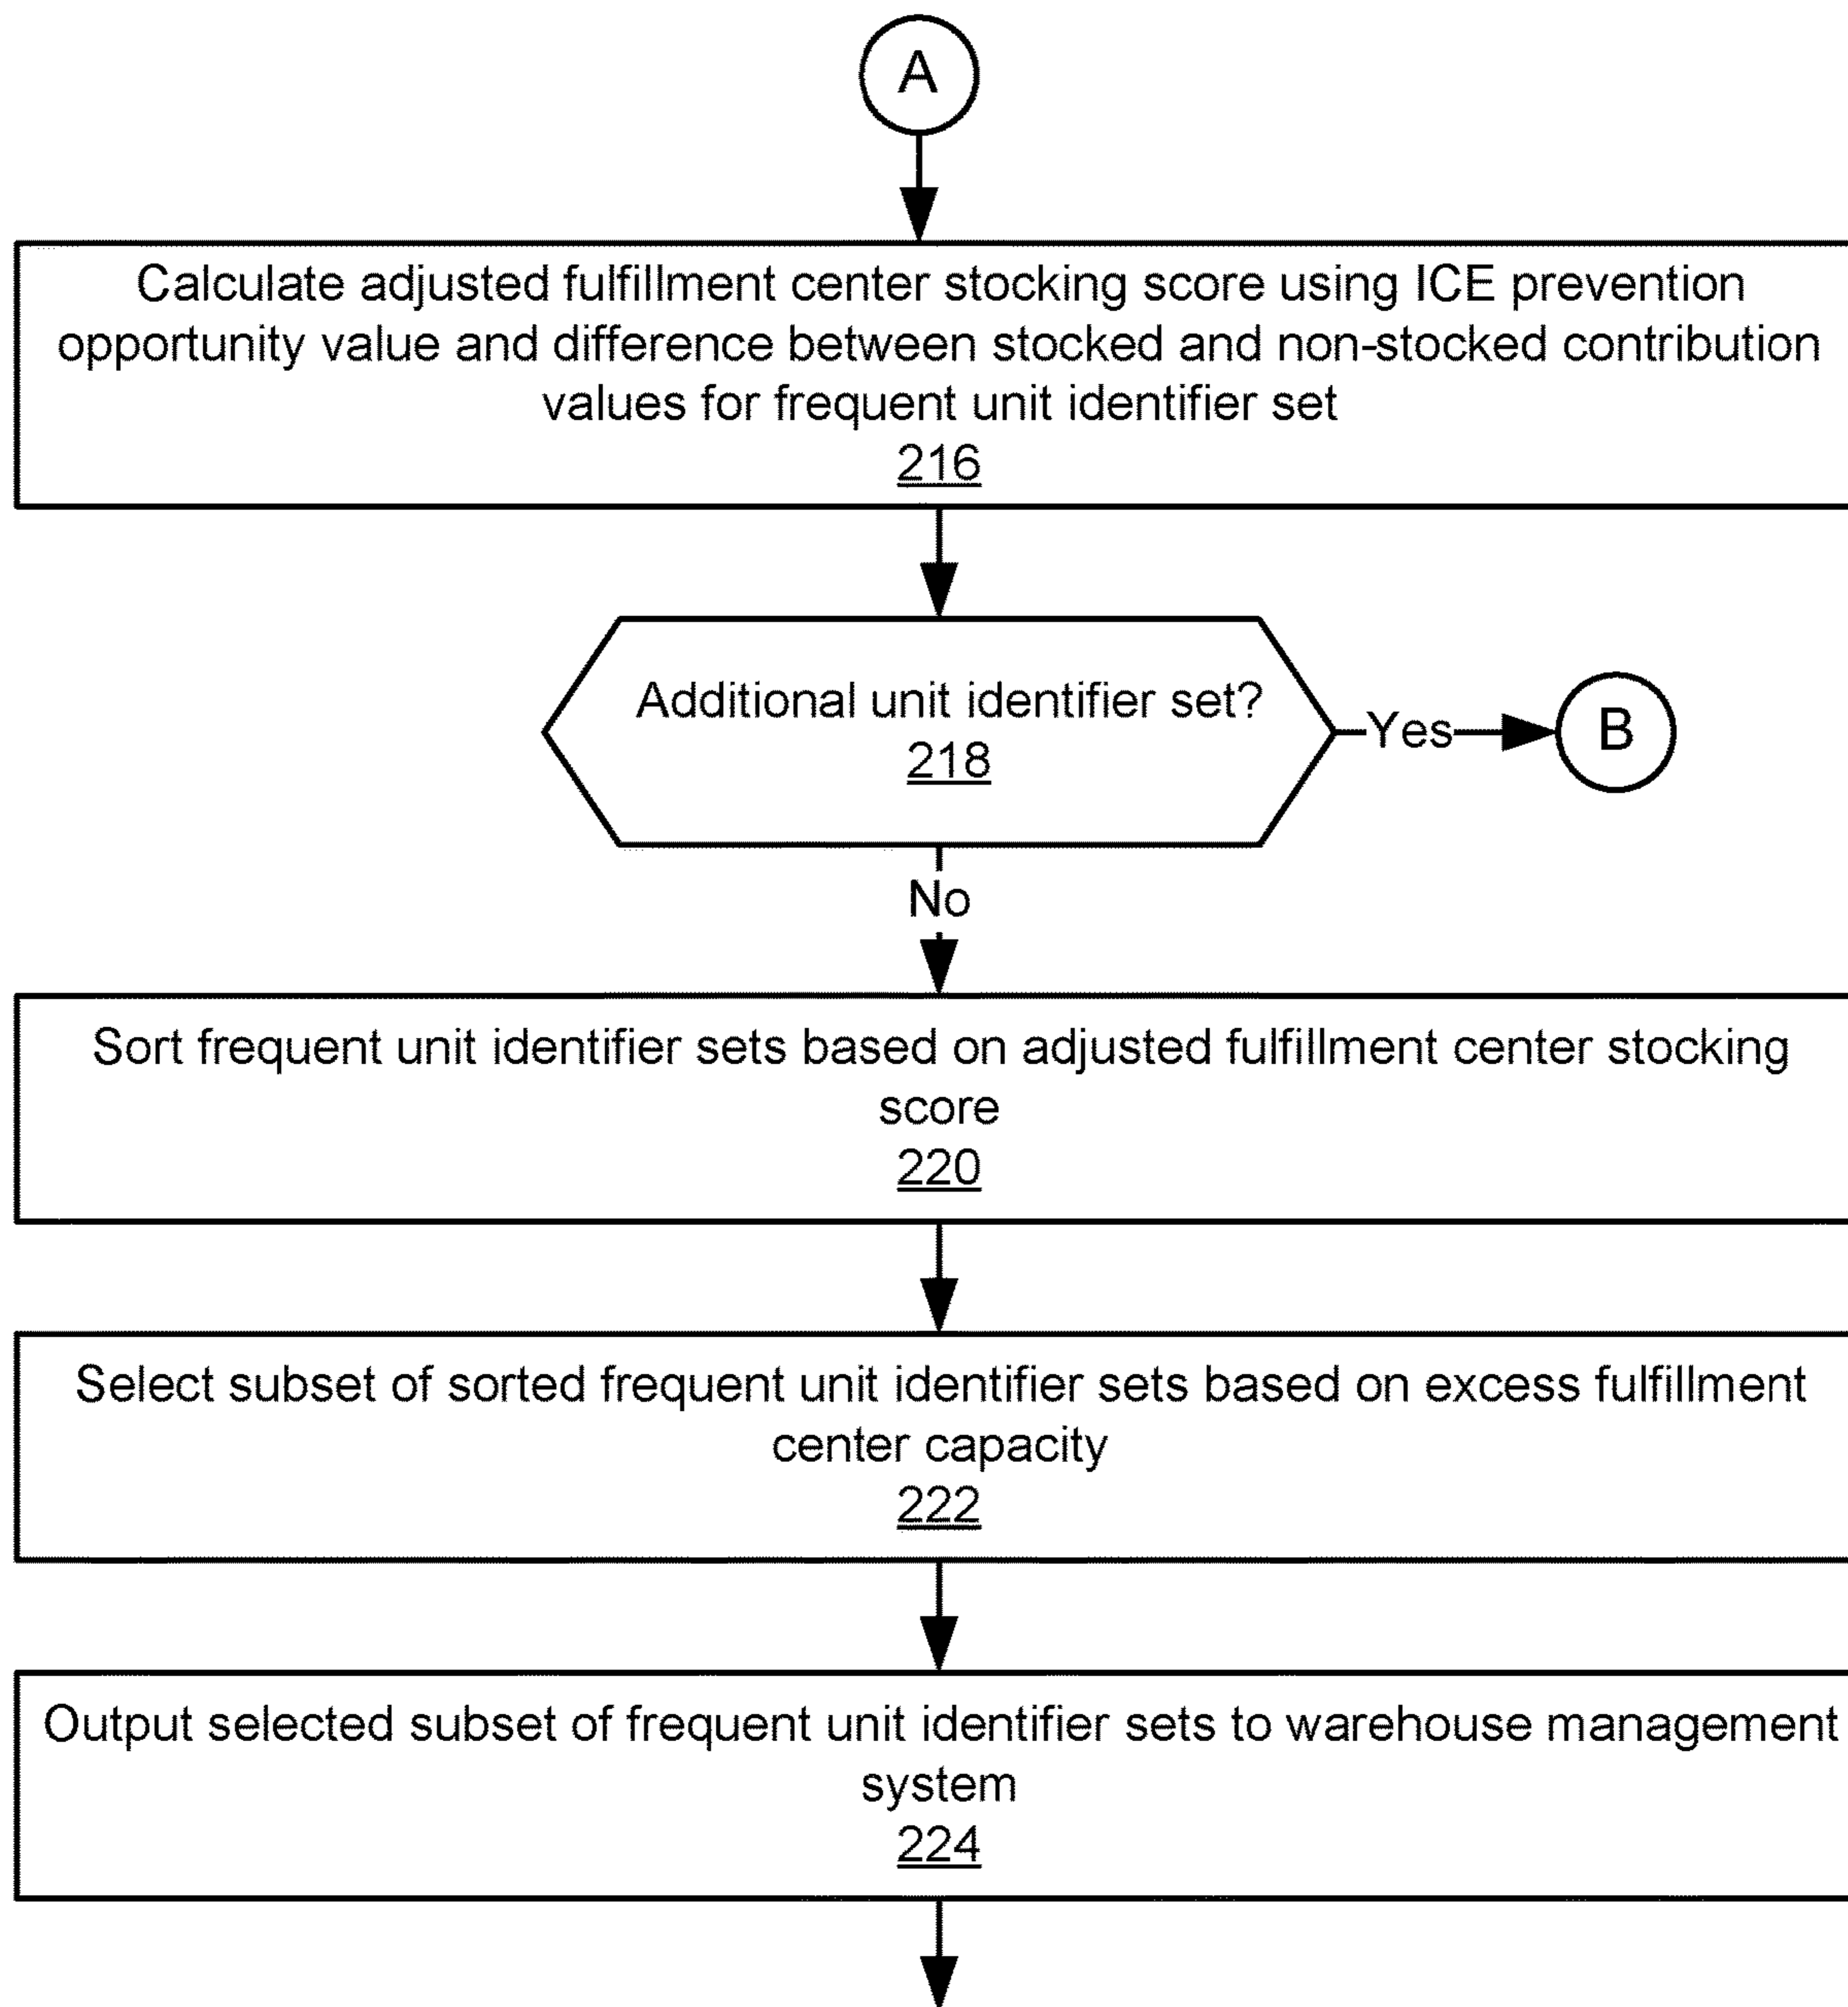 A
Calculate adjusted fulfillment center stocking score using ICE prevention
opportunity value and difference between stocked and non-stocked contribution
values for frequent unit identifier set
216
Additional unit identifier set?
218
Yes
B
No
Sort frequent unit identifier sets based on adjusted fulfillment center stocking
score
220
Select subset of sorted frequent unit identifier sets based on excess fulfillment
center capacity
222
Output selected subset of frequent unit identifier sets to warehouse management
system
224